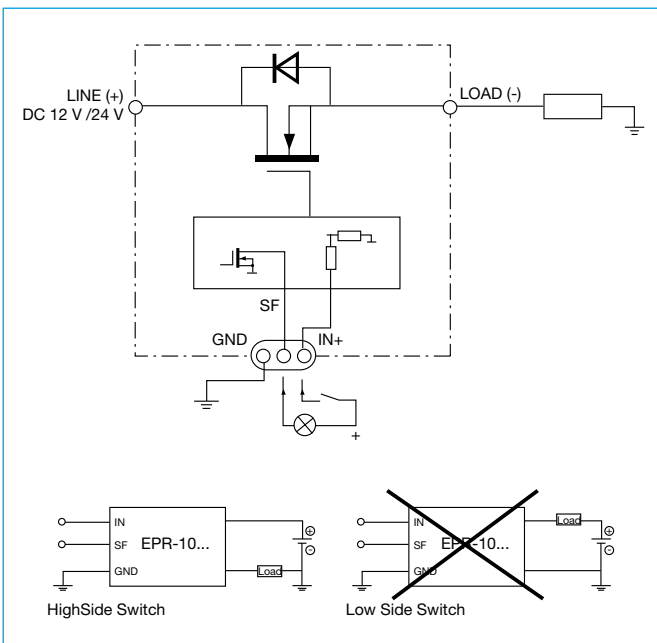 LINE (+)
DC 12 V /24 V
LOAD (-)
SF
GND
IN+
+
IN
SF
GND
EPR-10...
+
-
Load
HighSide Switch
IN
SF
GND
EPR-10...
Load
+
-
Low Side Switch